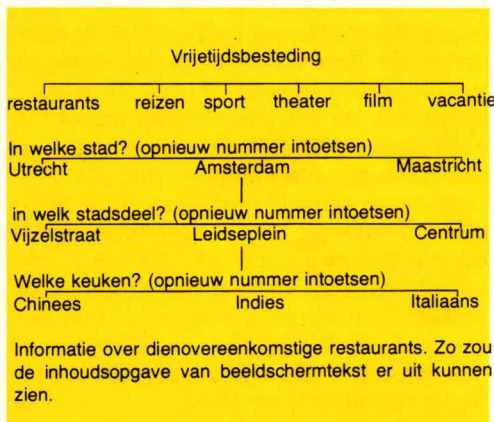 Vrijetijdsbesteding
restaurants reizen sport theater film vacantie
In welke stad? (opnieuw nummer intoetsen)
Utrecht Amsterdam Maastricht
in welk stadsdeel? (opnieuw nummer intoetsen)
Vijzelstraat Leidseplein Centrum
Welke keuken? (opnieuw nummer intoetsen)
Chinees Indies Italiaans
Informatie over dienovereenkomstige restaurants. Zo zou
de inhoudsopgave van beeldschermtekst er uit kunnen
zien.